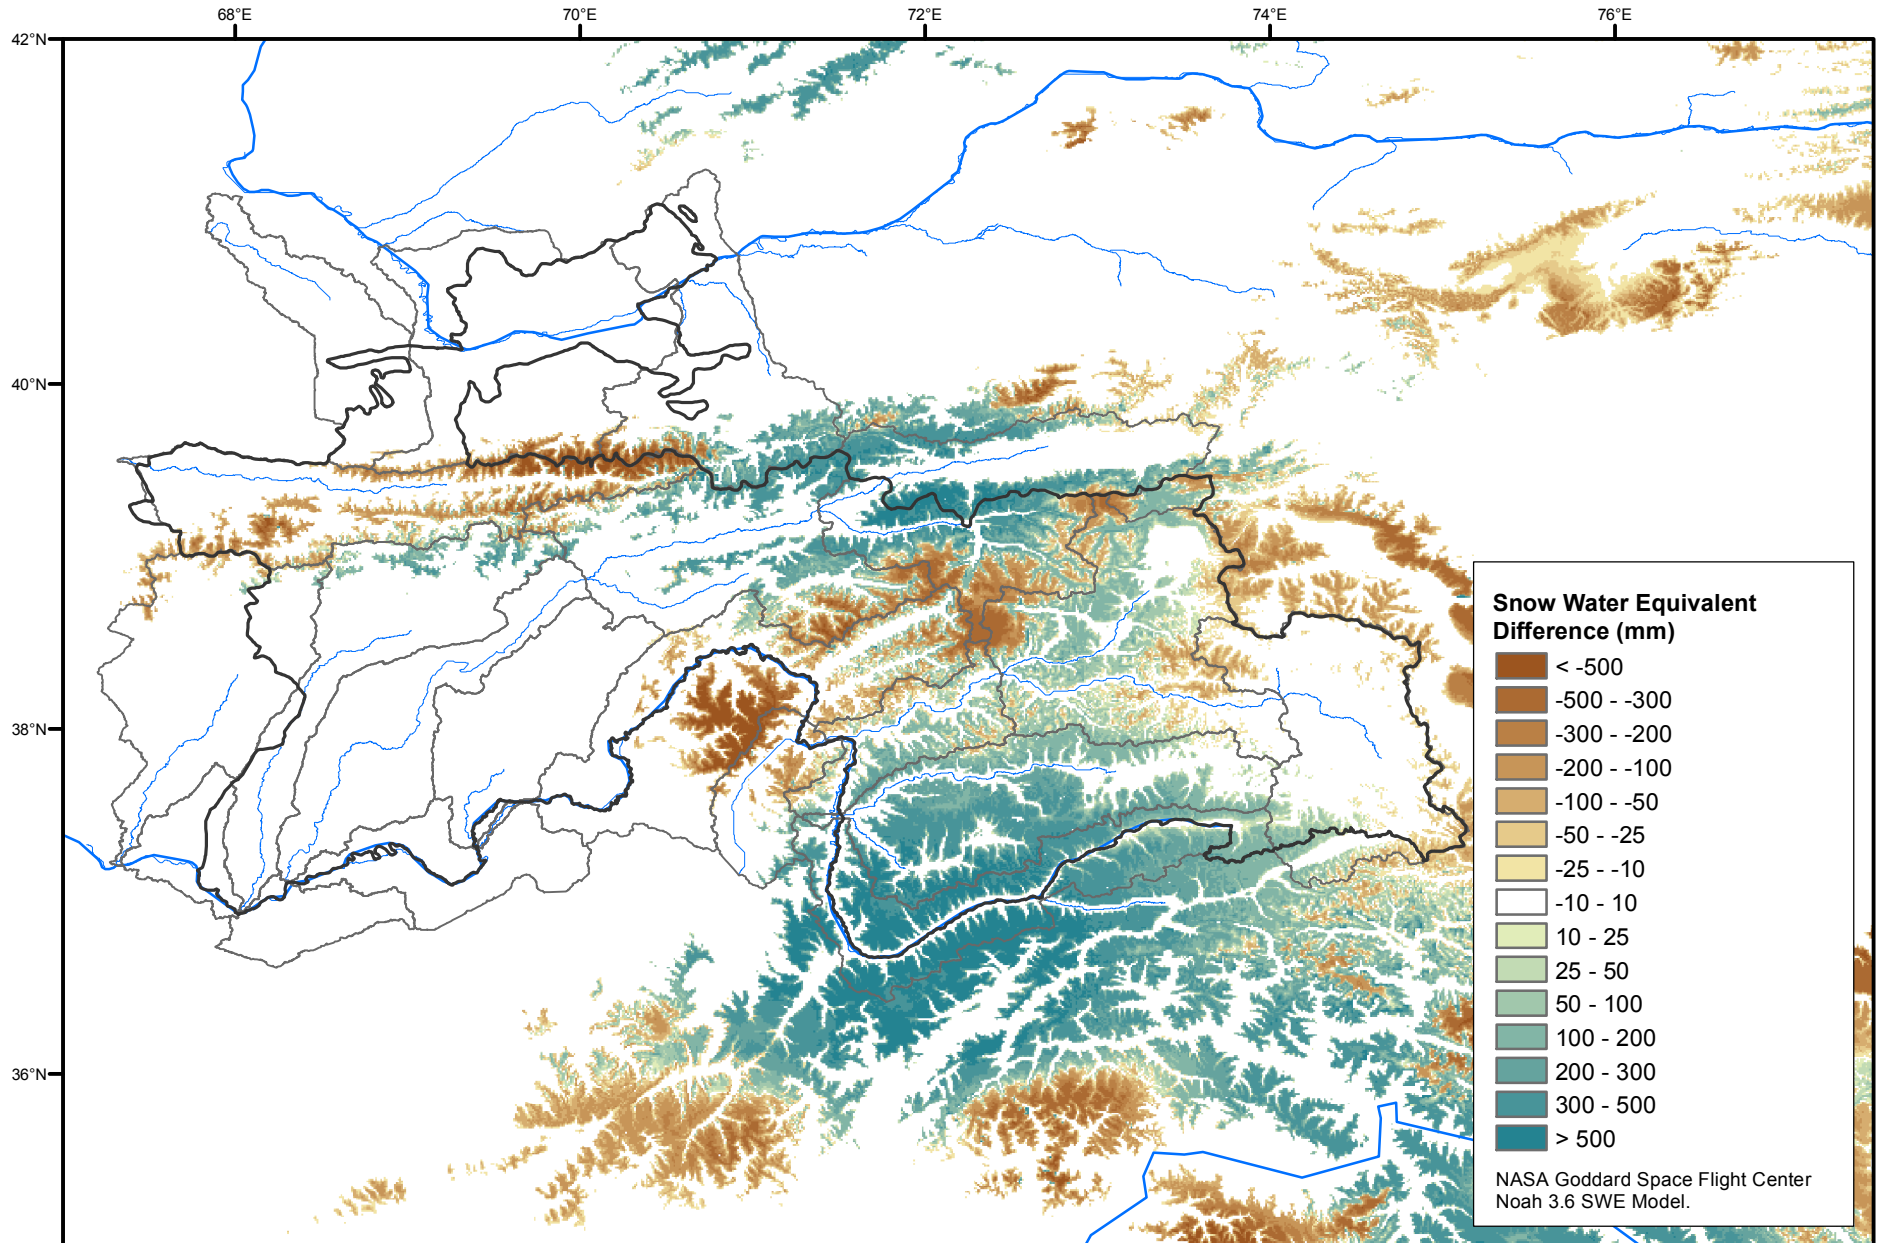 68°E 70°E 72°E 74°E 76°E
42°N
40°N
38°N
36°N
Snow Water Equivalent
Difference (mm)
< -500
-500 - -300
-300 - -200
-200 - -100
-100 - -50
-50 - -25
-25 - -10
-10 - 10
10 - 25
25 - 50
50 - 100
100 - 200
200 - 300
300 - 500
> 500
NASA Goddard Space Flight Center
Noah 3.6 SWE Model.